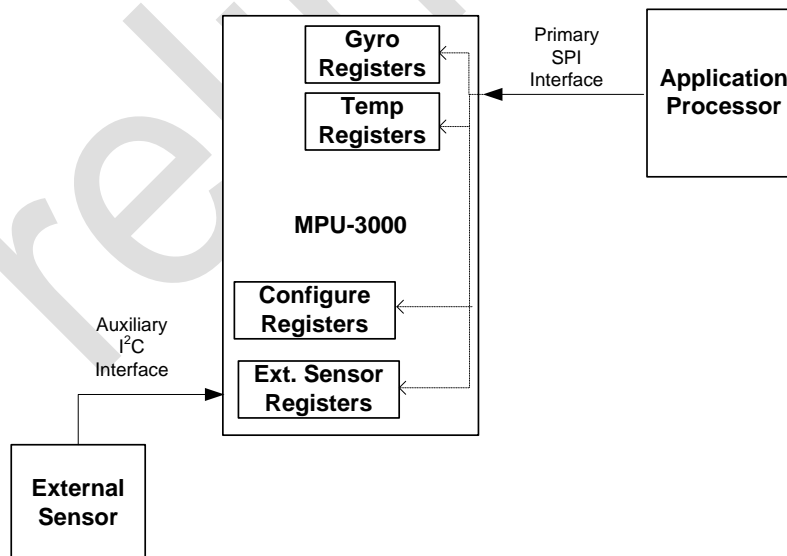 Gyro
Registers
Temp
Registers
MPU-3000
Configure
Registers
Ext. Sensor
Registers
Primary
SPI
Interface
Application
Processor
Auxiliary
I²C
Interface
External
Sensor